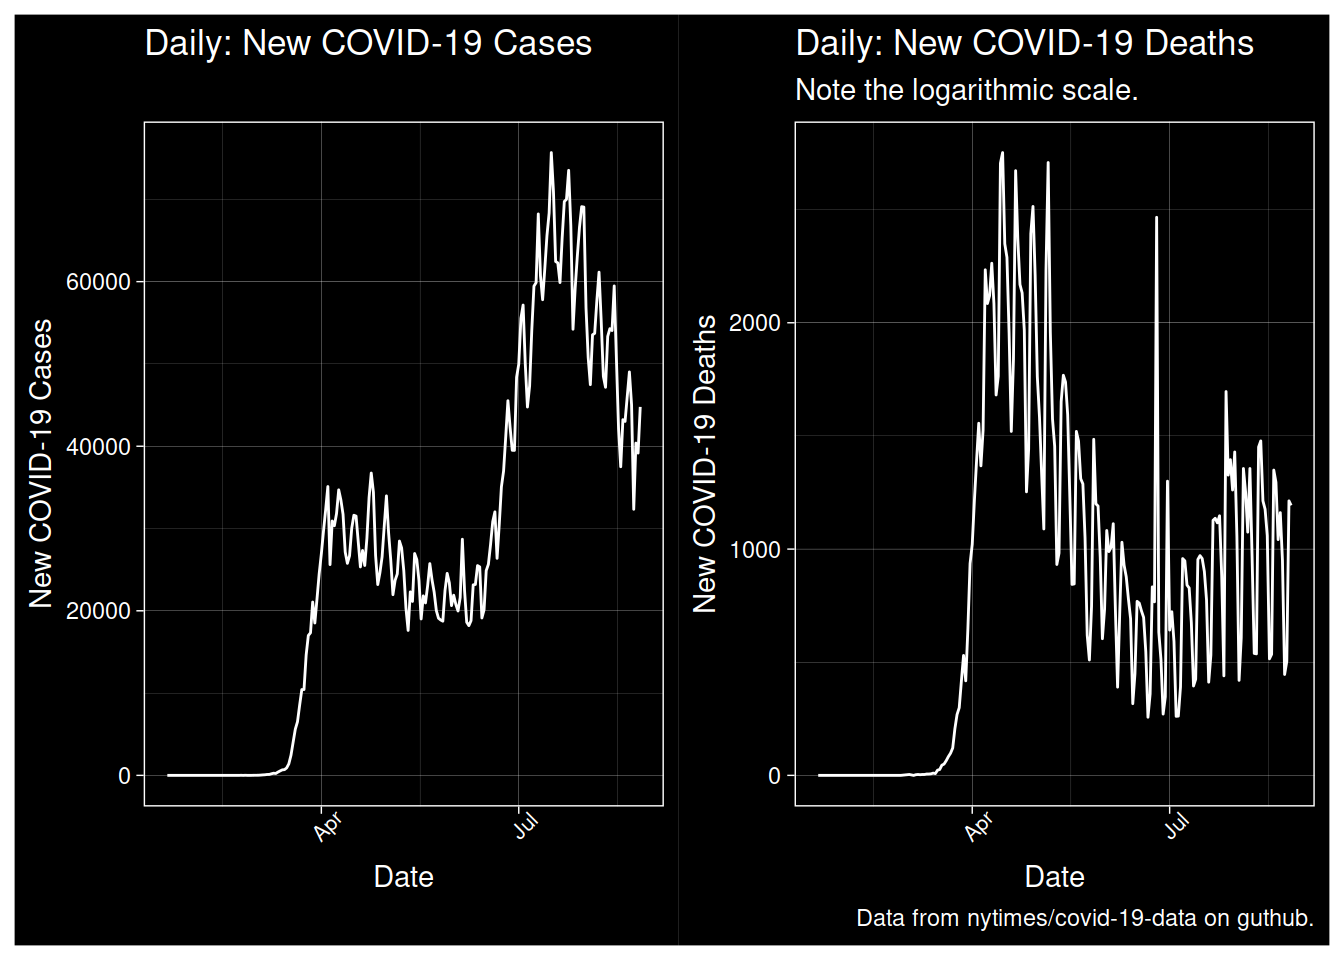 Daily: New COVID-19 Cases
New COVID-19 Cases
60000
40000
20000
0
Apr
Jul
Date
Daily: New COVID-19 Deaths
Note the logarithmic scale.
New COVID-19 Deaths
2000
1000
0
Apr
Jul
Date
Data from nytimes/covid-19-data on guthub.